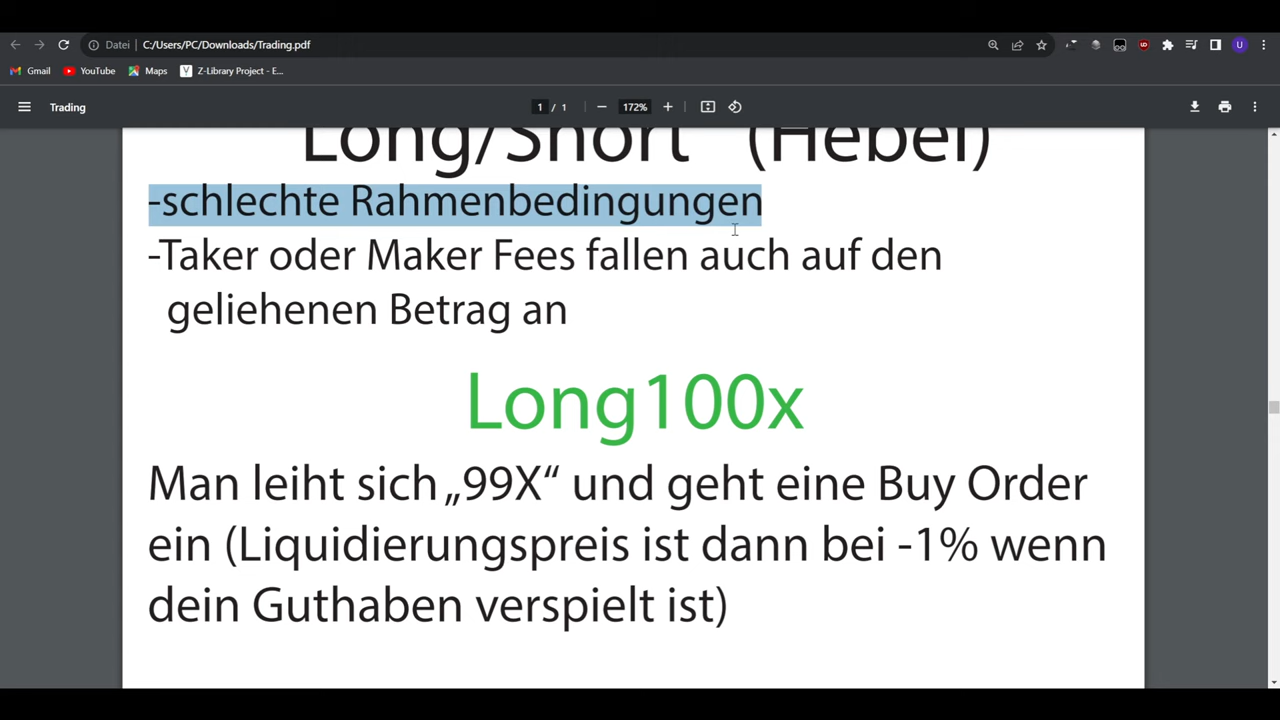 Datei
C:/Users/PC/Downloads/Trading.pdf
U
Gmail
YouTube
Maps
Z-Library Project - E...
Trading
1 / 1
172%
Long/Short (Hebel)
-schlechte Rahmenbedingungen
-Taker oder Maker Fees fallen auch auf den
geliehenen Betrag an
Long100x
Man leiht sich „99X“ und geht eine Buy Order
ein (Liquidierungspreis ist dann bei -1% wenn
dein Guthaben verspielt ist)